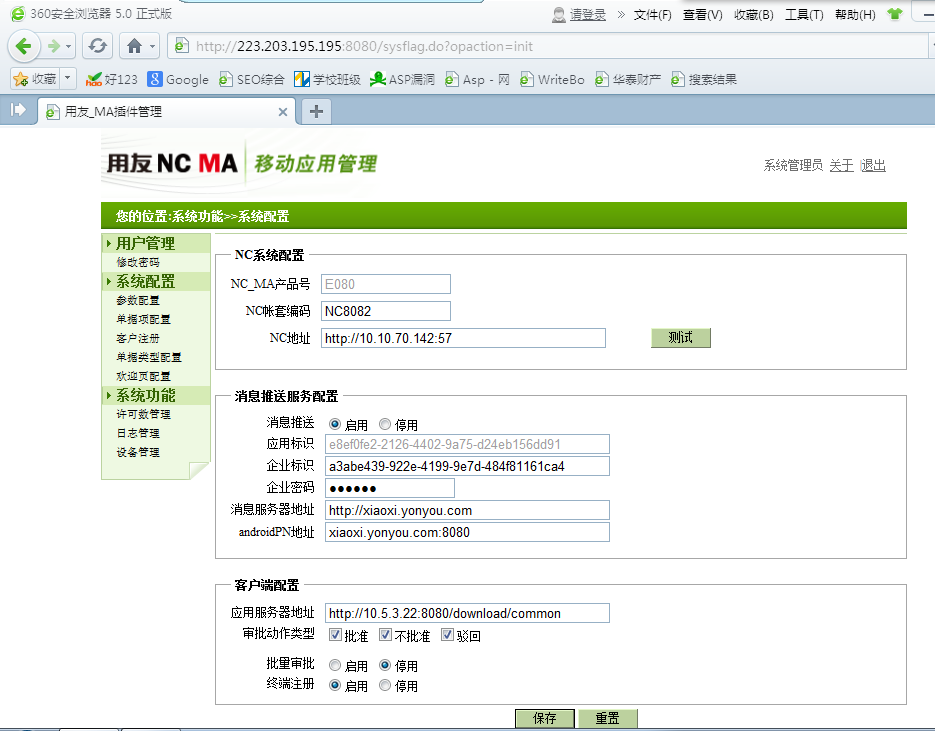 360安全浏览器 5.0 正式版
请登录 » 文件(F) 查看(V) 收藏(B) 工具(T) 帮助(H)
http://223.203.195.195:8080/sysflag.do?opaction=init
收藏 好123 Google SEO综合 学校班级 ASP漏洞 Asp - 网 WriteBo 华泰财产 搜索结果
用友_MA插件管理
用友 NC MA 移动应用管理
系统管理员 关于 退出
您的位置:系统功能>>系统配置
用户管理
修改密码
系统配置
参数配置
单据项配置
客户注册
单据类型配置
欢迎页配置
系统功能
许可数管理
日志管理
设备管理
NC系统配置
NC_MA产品号 E080
NC帐套编码 NC8082
NC地址 http://10.10.70.142:57 测试
消息推送服务配置
消息推送 启用 停用
应用标识 e8ef0fe2-2126-4402-9a75-d24eb156dd91
企业标识 a3abe439-922e-4199-9e7d-484f81161ca4
企业密码 ●●●●●●
消息服务器地址 http://xiaoxi.yonyou.com
androidPN地址 xiaoxi.yonyou.com:8080
客户端配置
应用服务器地址 http://10.5.3.22:8080/download/common
审批动作类型 批准 不批准 驳回
批量审批 启用 停用
终端注册 启用 停用
保存 重置